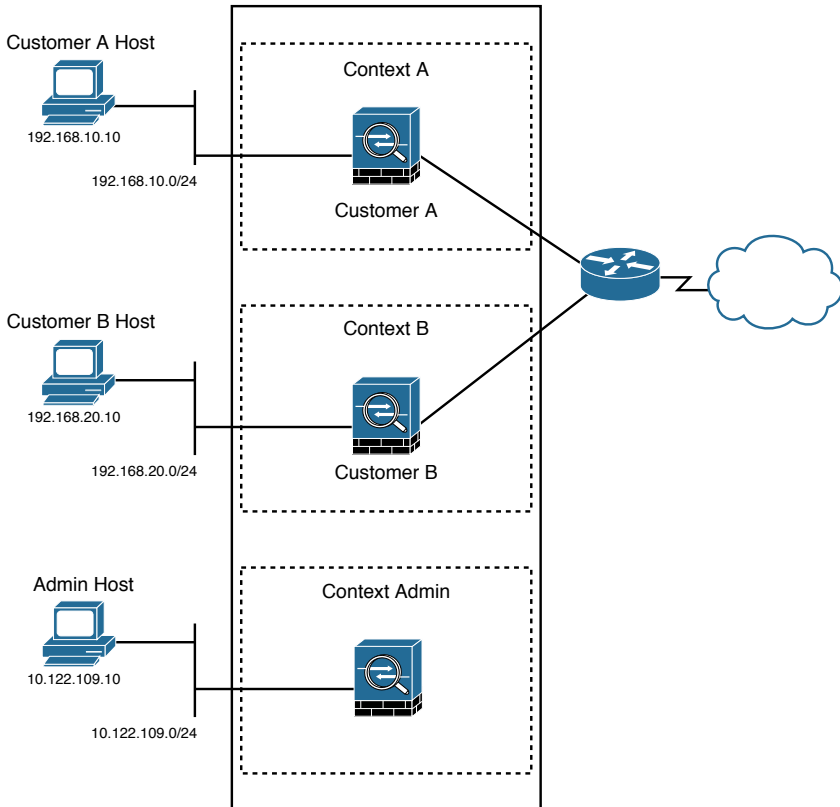 Customer A Host
192.168.10.10
192.168.10.0/24
Context A
Customer A
Customer B Host
192.168.20.10
192.168.20.0/24
Context B
Customer B
Admin Host
10.122.109.10
10.122.109.0/24
Context Admin